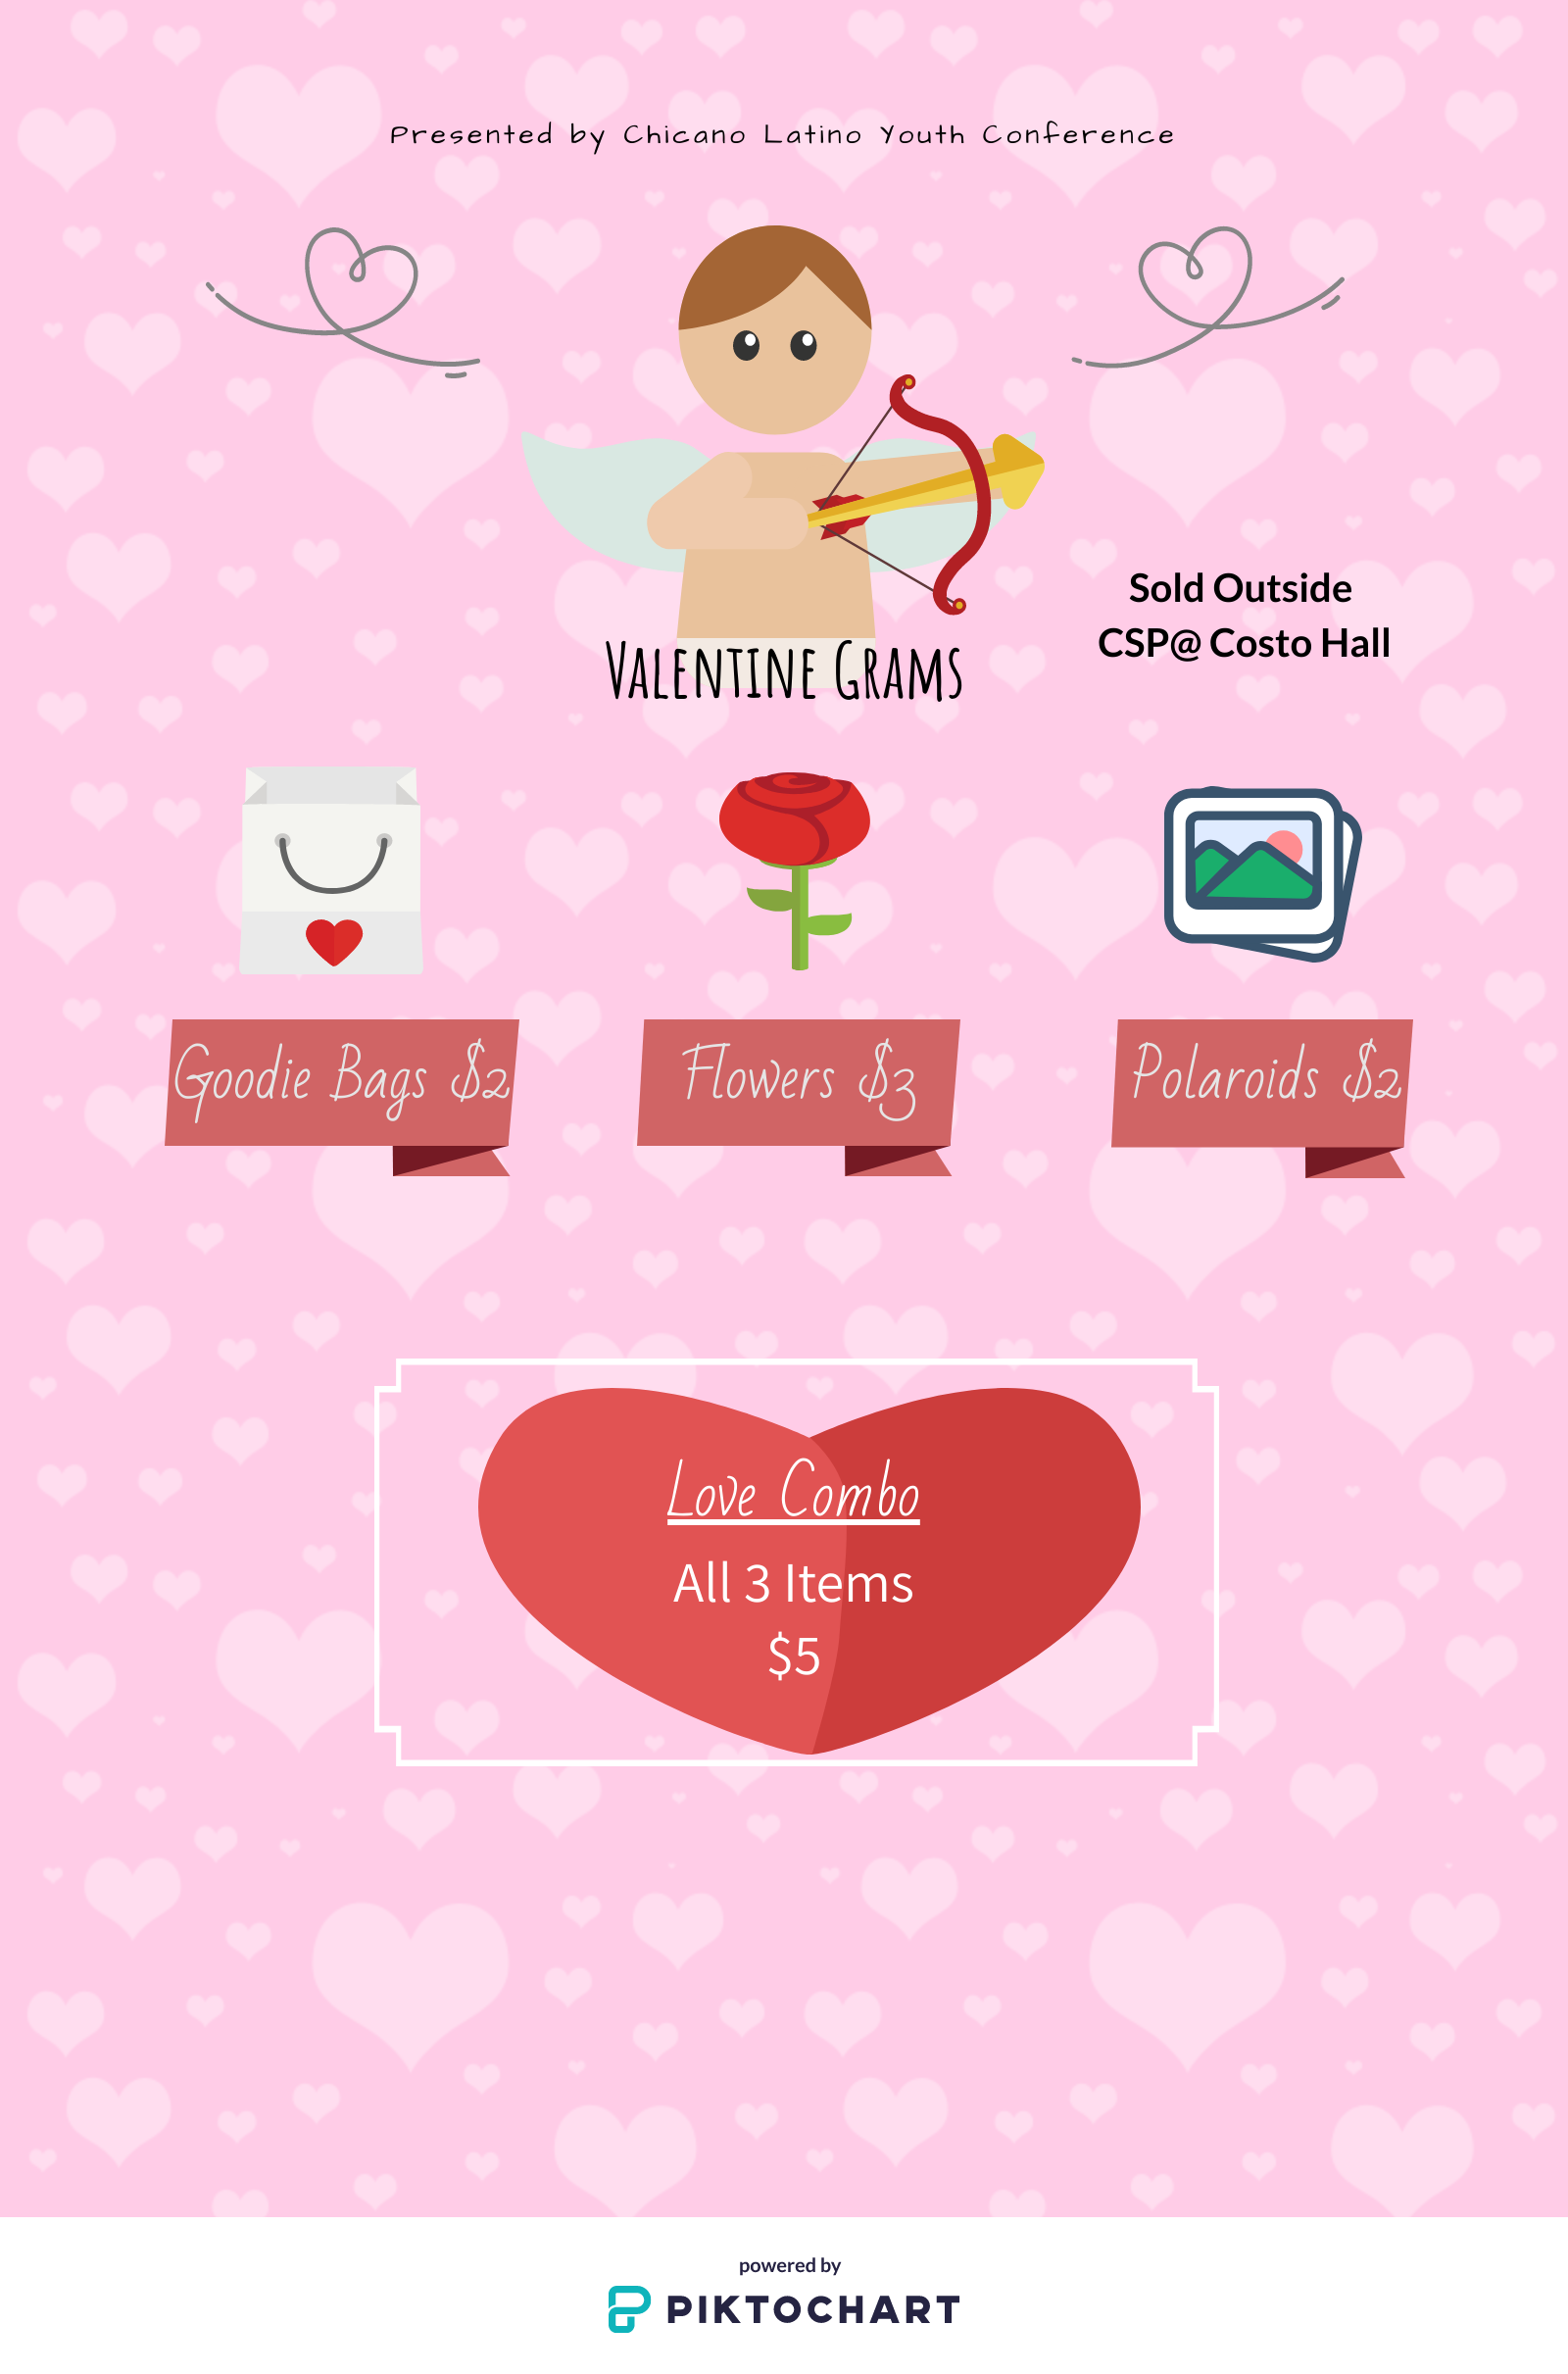 Presented by Chicano Latino Youth Conference
Sold Outside
CSP@ Costo Hall
Valentine Grams
Goodie Bags $2
Flowers $3
Polaroids $2
Love Combo
All 3 Items
$5
powered by
PIKTOCHART